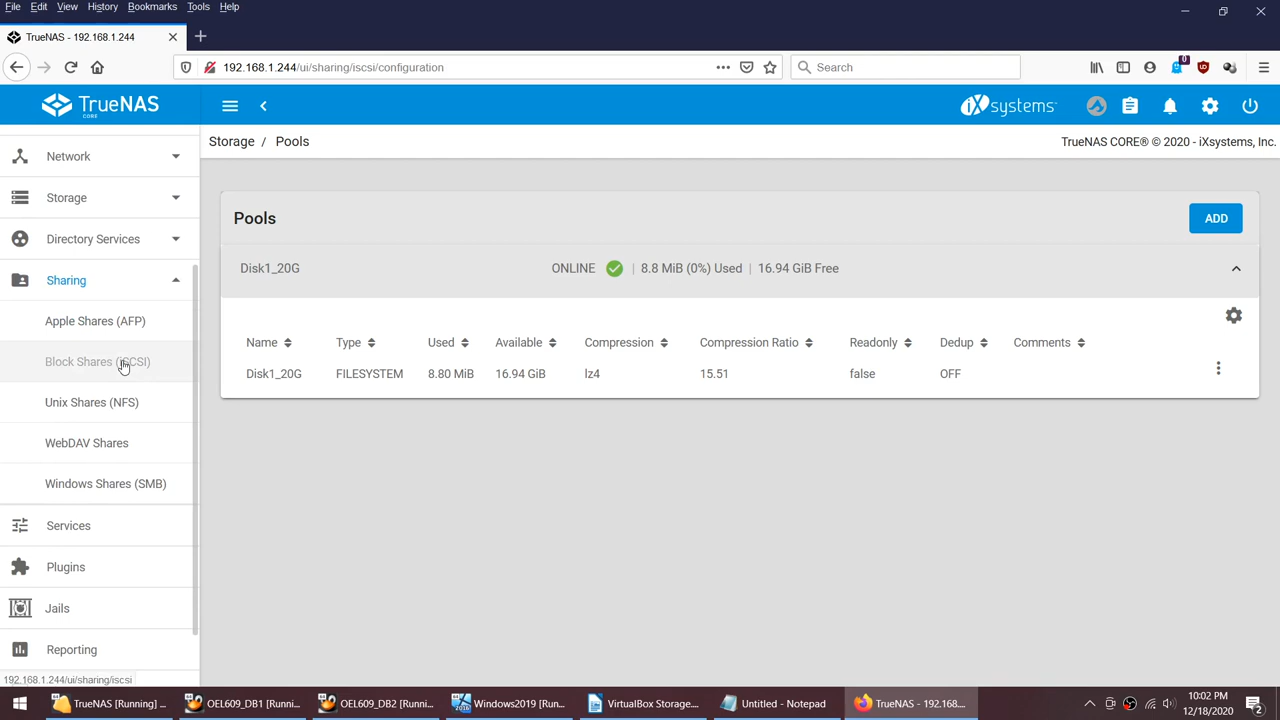 File Edit View History Bookmarks Tools Help
TrueNAS - 192.168.1.244
192.168.1.244/ui/sharing/iscsi/configuration
Search
0
TrueNAS
CORE
iXsystems
Storage / Pools
TrueNAS CORE® © 2020 - iXsystems, Inc.
Network
Storage
Directory Services
Sharing
Apple Shares (AFP)
Block Shares (iSCSI)
Unix Shares (NFS)
WebDAV Shares
Windows Shares (SMB)
Services
Plugins
Jails
Reporting
Pools
ADD
Disk1_20G ONLINE | 8.8 MiB (0%) Used | 16.94 GiB Free
Name Type Used Available Compression Compression Ratio Readonly Dedup Comments
Disk1_20G FILESYSTEM 8.80 MiB 16.94 GiB lz4 15.51 false OFF
192.168.1.244/ui/sharing/iscsi
TrueNAS [Running] ...
OEL609_DB1 (Runni...
OEL609_DB2 (Runni...
Windows2019 (Run...
VirtualBox Storage...
Untitled - Notepad
TrueNAS - 192.168....
10:02 PM
12/18/2020
2